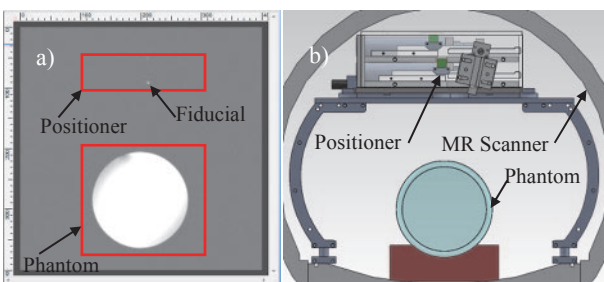 a)
Positioner
Fiducial
Phantom
b)
Positioner
MR Scanner
Phantom